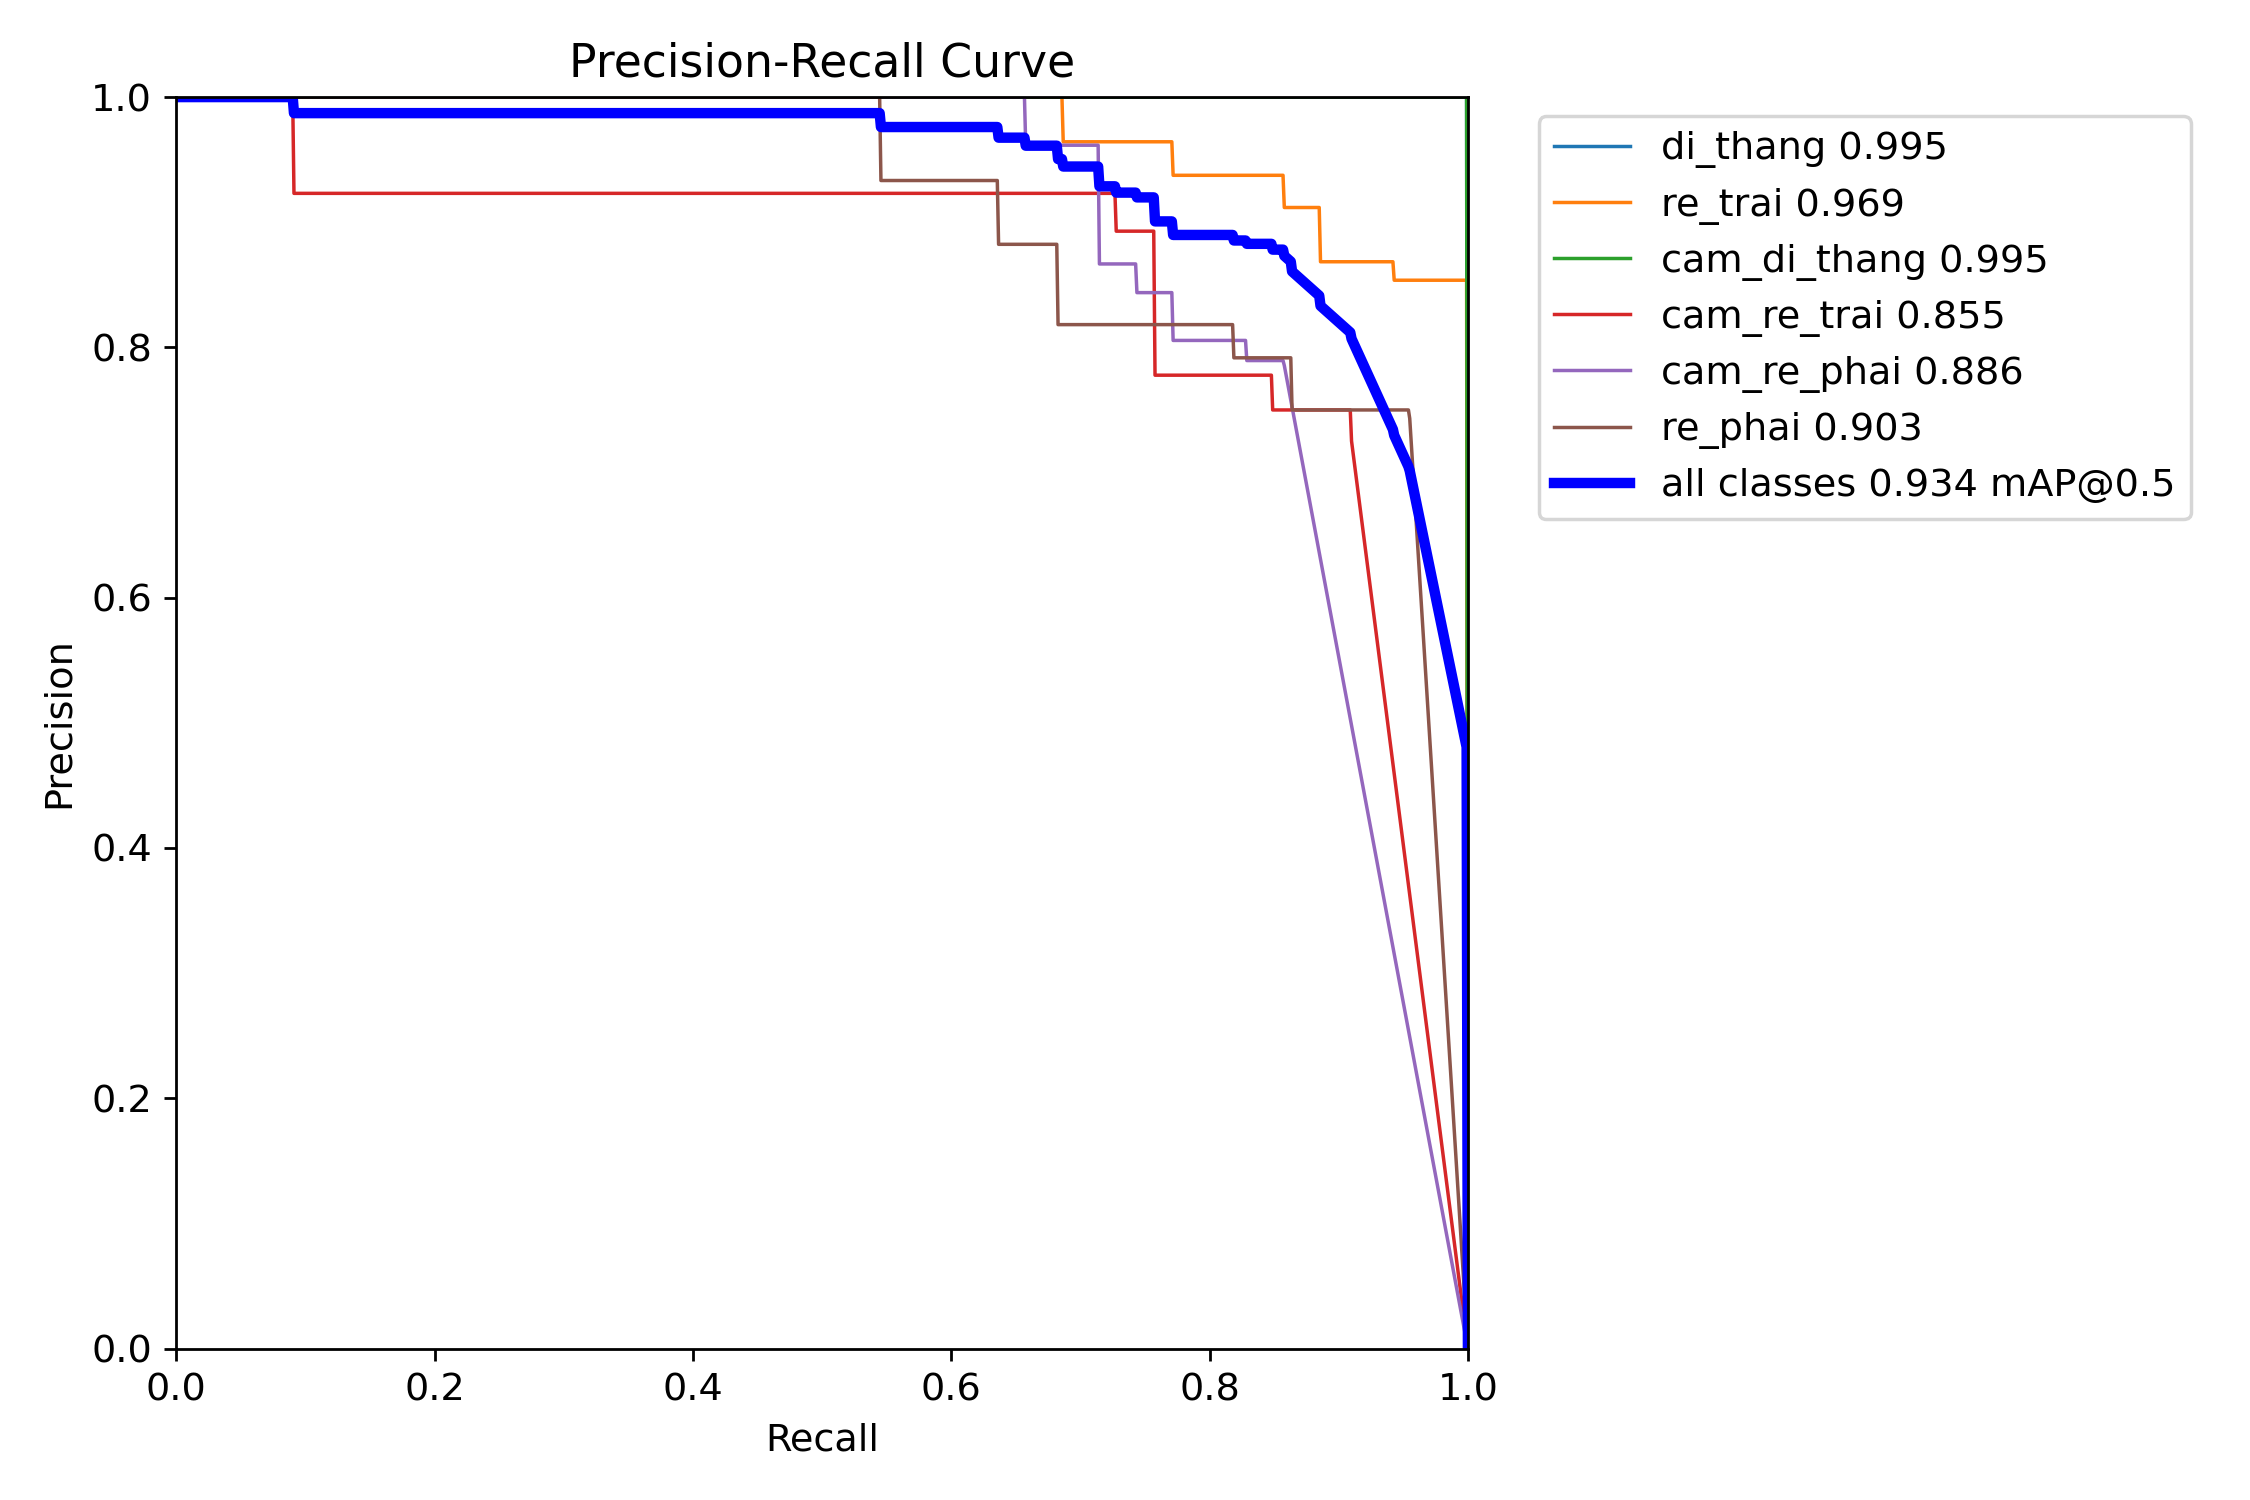 Precision-Recall Curve
1.0
0.8
0.6
0.4
0.2
0.0
Precision
0.0 0.2 0.4 0.6 0.8 1.0
Recall
di_thang 0.995
re_trai 0.969
cam_di_thang 0.995
cam_re_trai 0.855
cam_re_phai 0.886
re_phai 0.903
all classes 0.934 mAP@0.5